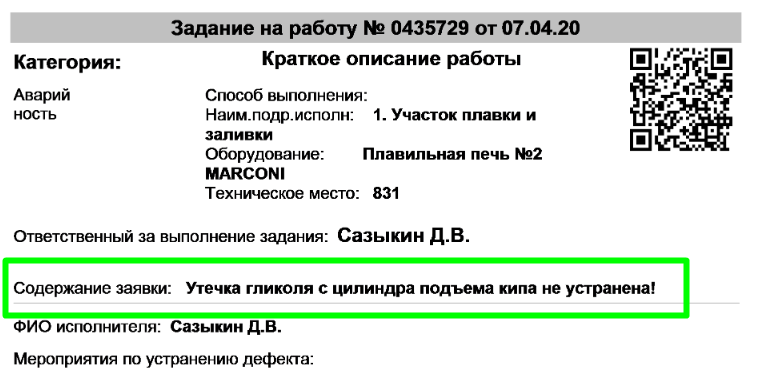 Задание на работу № 0435729 от 07.04.20
Категория:
Краткое описание работы
Аварий
ность
Способ выполнения:
Наим.подр.исполн: 1. Участок плавки и
заливки
Оборудование: Плавильная печь №2
MARCONI
Техническое место: 831
Ответственный за выполнение задания: Сазыкин Д.В.
Содержание заявки: Утечка гликоля с цилиндра подъема кипа не устранена!
ФИО исполнителя: Сазыкин Д.В.
Мероприятия по устранению дефекта: